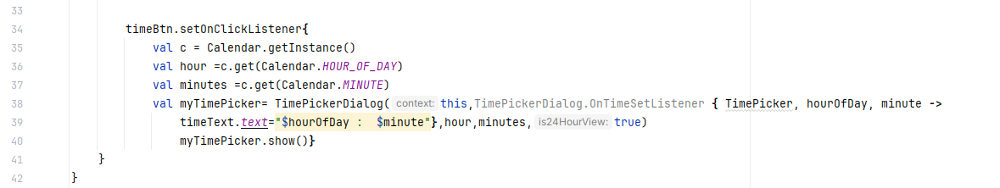 33
34 timeBtn.setOnClickListener{
35 val c = Calendar.getInstance()
36 val hour =c.get(Calendar.HOUR_OF_DAY)
37 val minutes =c.get(Calendar.MINUTE)
38 val myTimePicker= TimePickerDialog( context: this,TimePickerDialog.OnTimeSetListener { TimePicker, hourOfDay, minute ->
39 timeText.text="$hourOfDay :  $minute"},hour,minutes, is24HourView: true)
40 myTimePicker.show()}
41 }
42 }